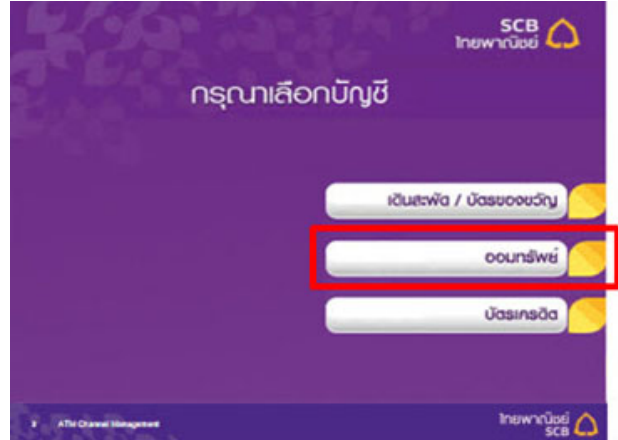 SCB
ไทยพาณิชย์
กรุณาเลือกบัญชี
เดินสะพัด / บัตรของขวัญ
ออมทรัพย์
บัตรเครดิต
ATM Channel Management
ไทยพาณิชย์
SCB